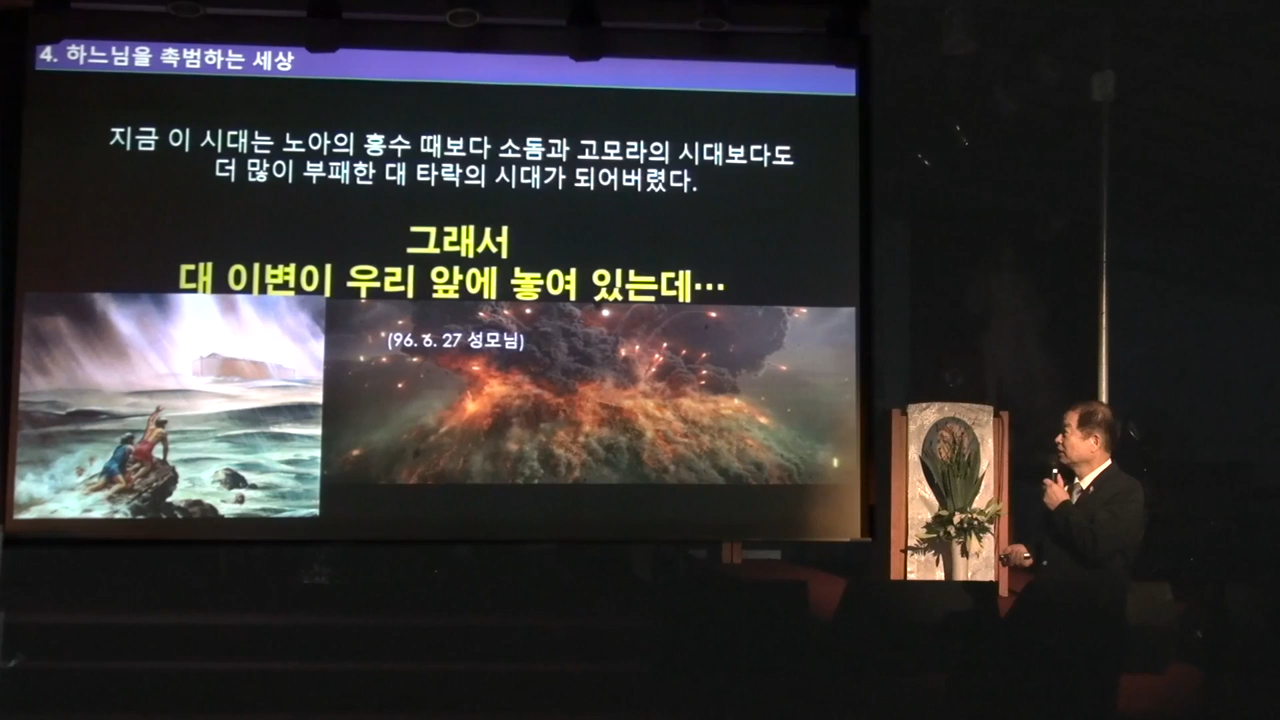 4. 하느님을 촉범하는 세상
지금 이 시대는 노아의 홍수 때보다 소돔과 고모라의 시대보다도
더 많이 부패한 대 타락의 시대가 되어버렸다.
그래서
대 이변이 우리 앞에 놓여 있는데…
(96. 6. 27 성모님)